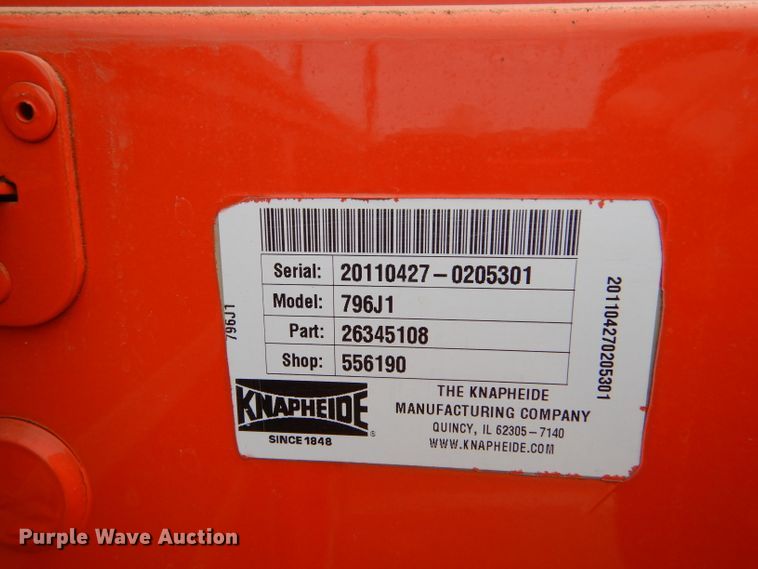 Serial: 20110427-0205301
Model: 796J1
Part: 26345108
Shop: 556190
796J1
201104270205301
KNAPHEIDE ®
SINCE 1848
THE KNAPHEIDE
MANUFACTURING COMPANY
QUINCY, IL 62305-7140
WWW.KNAPHEIDE.COM
Purple Wave Auction